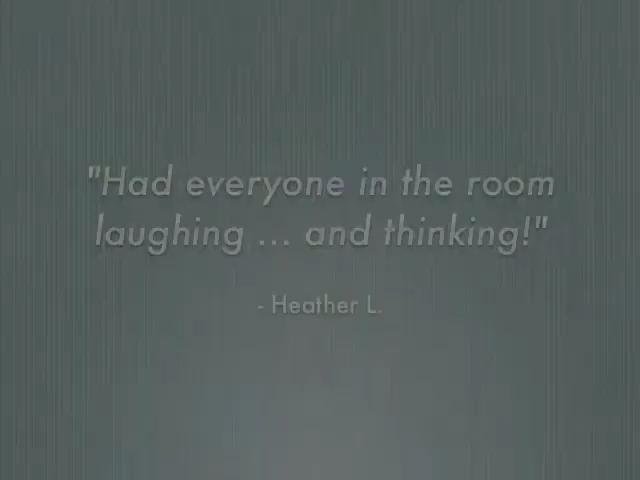 "Had everyone in the room
laughing ... and thinking!"
- Heather L.